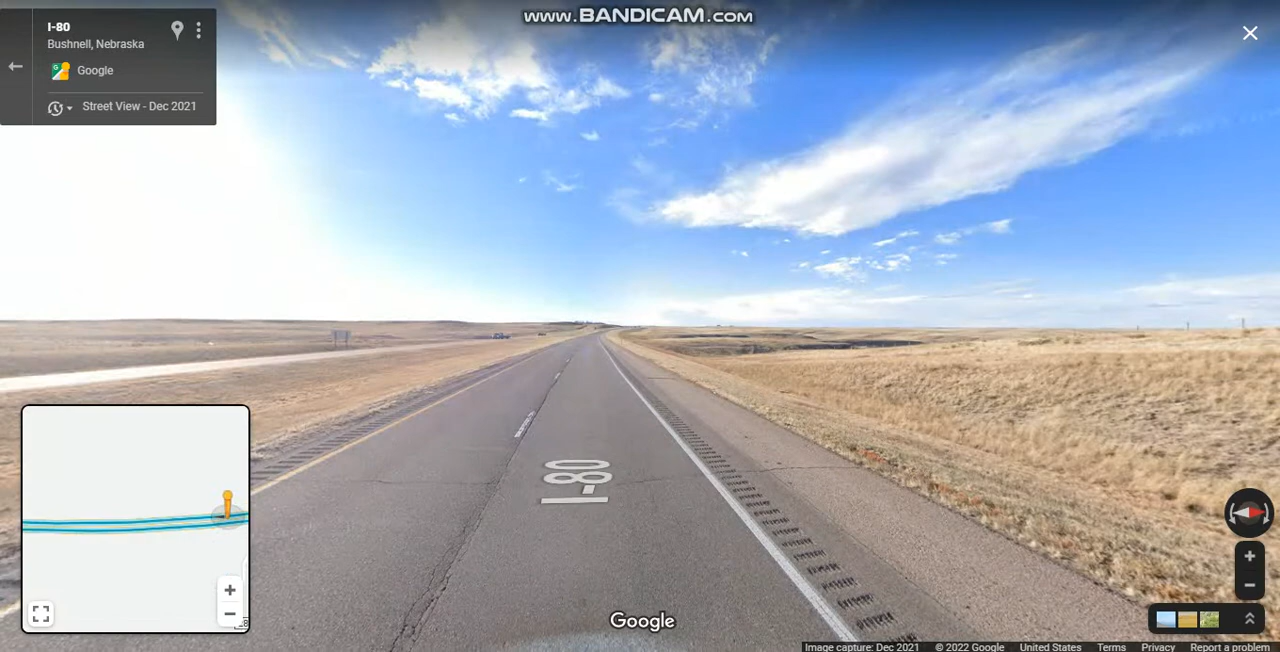 www.BANDICAM.com
I-80
Bushnell, Nebraska
Google
Street View - Dec 2021
I-80
Google
Image capture: Dec 2021 © 2022 Google United States Terms Privacy Report a problem